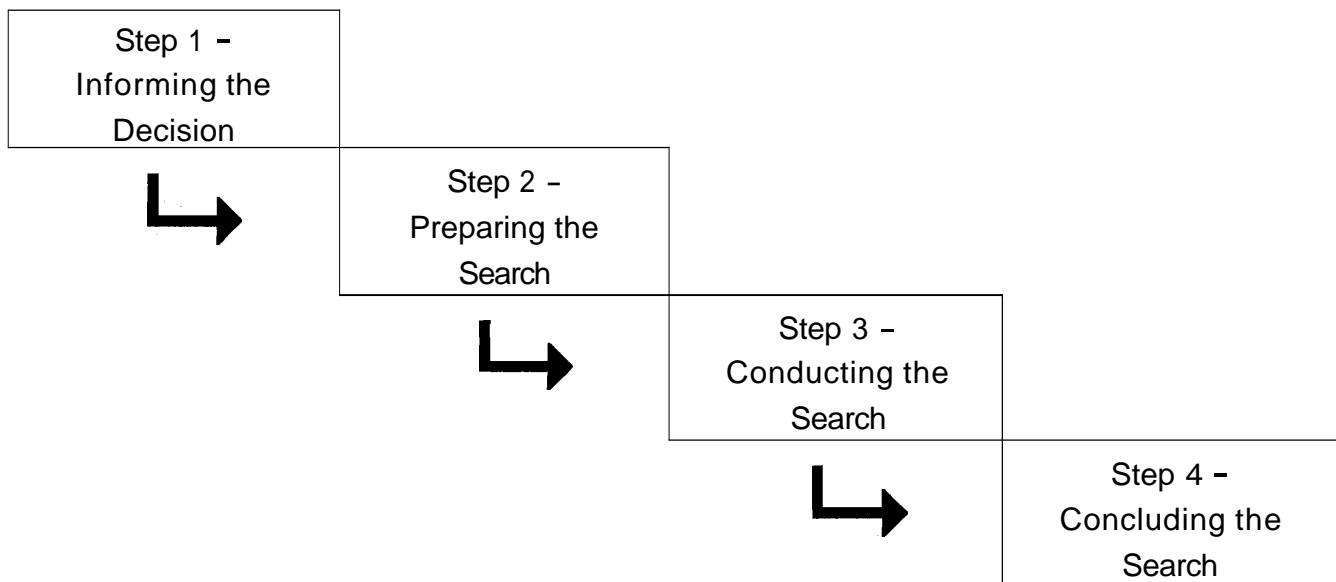 Step 1 –
Informing the
Decision
Step 2 –
Preparing the
Search
Step 3 –
Conducting the
Search
Step 4 –
Concluding the
Search